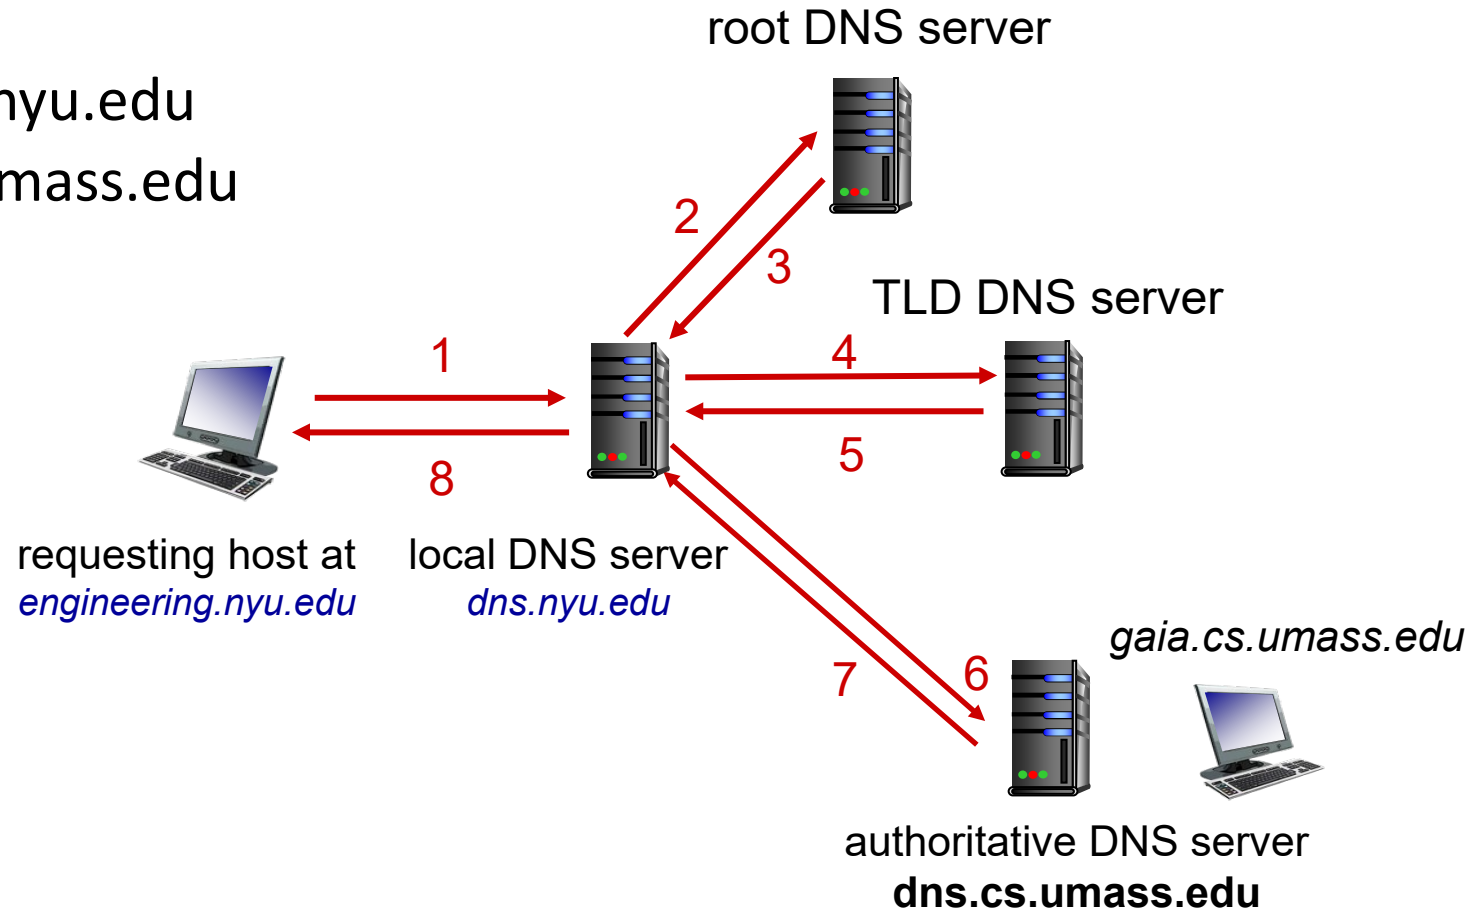 root DNS server
nyu.edu
mass.edu
2
3
TLD DNS server
1
4
5
8
requesting host at
engineering.nyu.edu
local DNS server
dns.nyu.edu
gaia.cs.umass.edu
6
7
authoritative DNS server
dns.cs.umass.edu